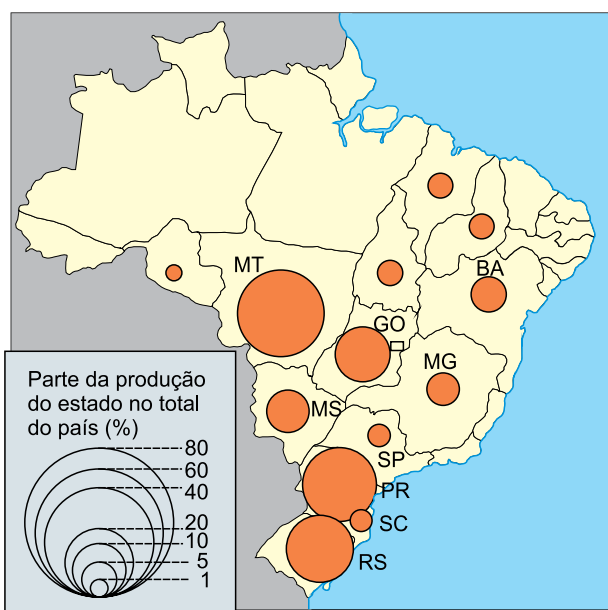 MT
BA
GO
MG
MS
SP
PR
SC
RS
Parte da produção
do estado no total
do país (%)
80
60
40
20
10
5
1